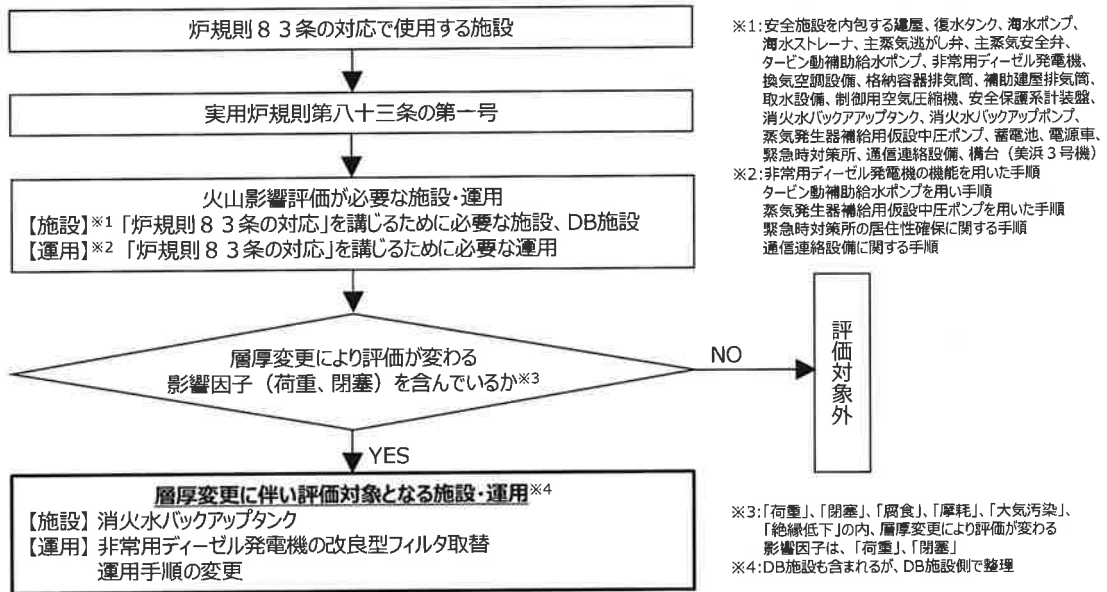 炉規則８３条の対応で使用する施設
実用炉規則第八十三条の第一号
火山影響評価が必要な施設・運用
【施設】※1「炉規則８３条の対応」を講じるために必要な施設、DB施設
【運用】※2「炉規則８３条の対応」を講じるために必要な運用
層厚変更により評価が変わる
影響因子（荷重、閉塞）を含んでいるか※3
NO
評価対象外
YES
層厚変更に伴い評価対象となる施設・運用※4
【施設】消火水バックアップタンク
【運用】非常用ディーゼル発電機の改良型フィルタ取替
運用手順の変更
※1:安全施設を内包する建屋、復水タンク、海水ポンプ、
海水ストレーナ、主蒸気逃がし弁、主蒸気安全弁、
タービン動補助給水ポンプ、非常用ディーゼル発電機、
換気空調設備、格納容器排気筒、補助建屋排気筒、
取水設備、制御用空気圧縮機、安全保護系計装盤、
消火水バックアアップタンク、消火水バックアップポンプ、
蒸気発生器補給用仮設中圧ポンプ、蓄電池、電源車、
緊急時対策所、通信連絡設備、構台（美浜３号機）
※2:非常用ディーゼル発電機の機能を用いた手順
タービン動補助給水ポンプを用い手順
蒸気発生器補給用仮設中圧ポンプを用いた手順
緊急時対策所の居住性確保に関する手順
通信連絡設備に関する手順
※3:「荷重」、「閉塞」、「腐食」、「摩耗」、「大気汚染」、
「絶縁低下」の内、層厚変更により評価が変わる
影響因子は、「荷重」、「閉塞」
※4:DB施設も含まれるが、DB施設側で整理